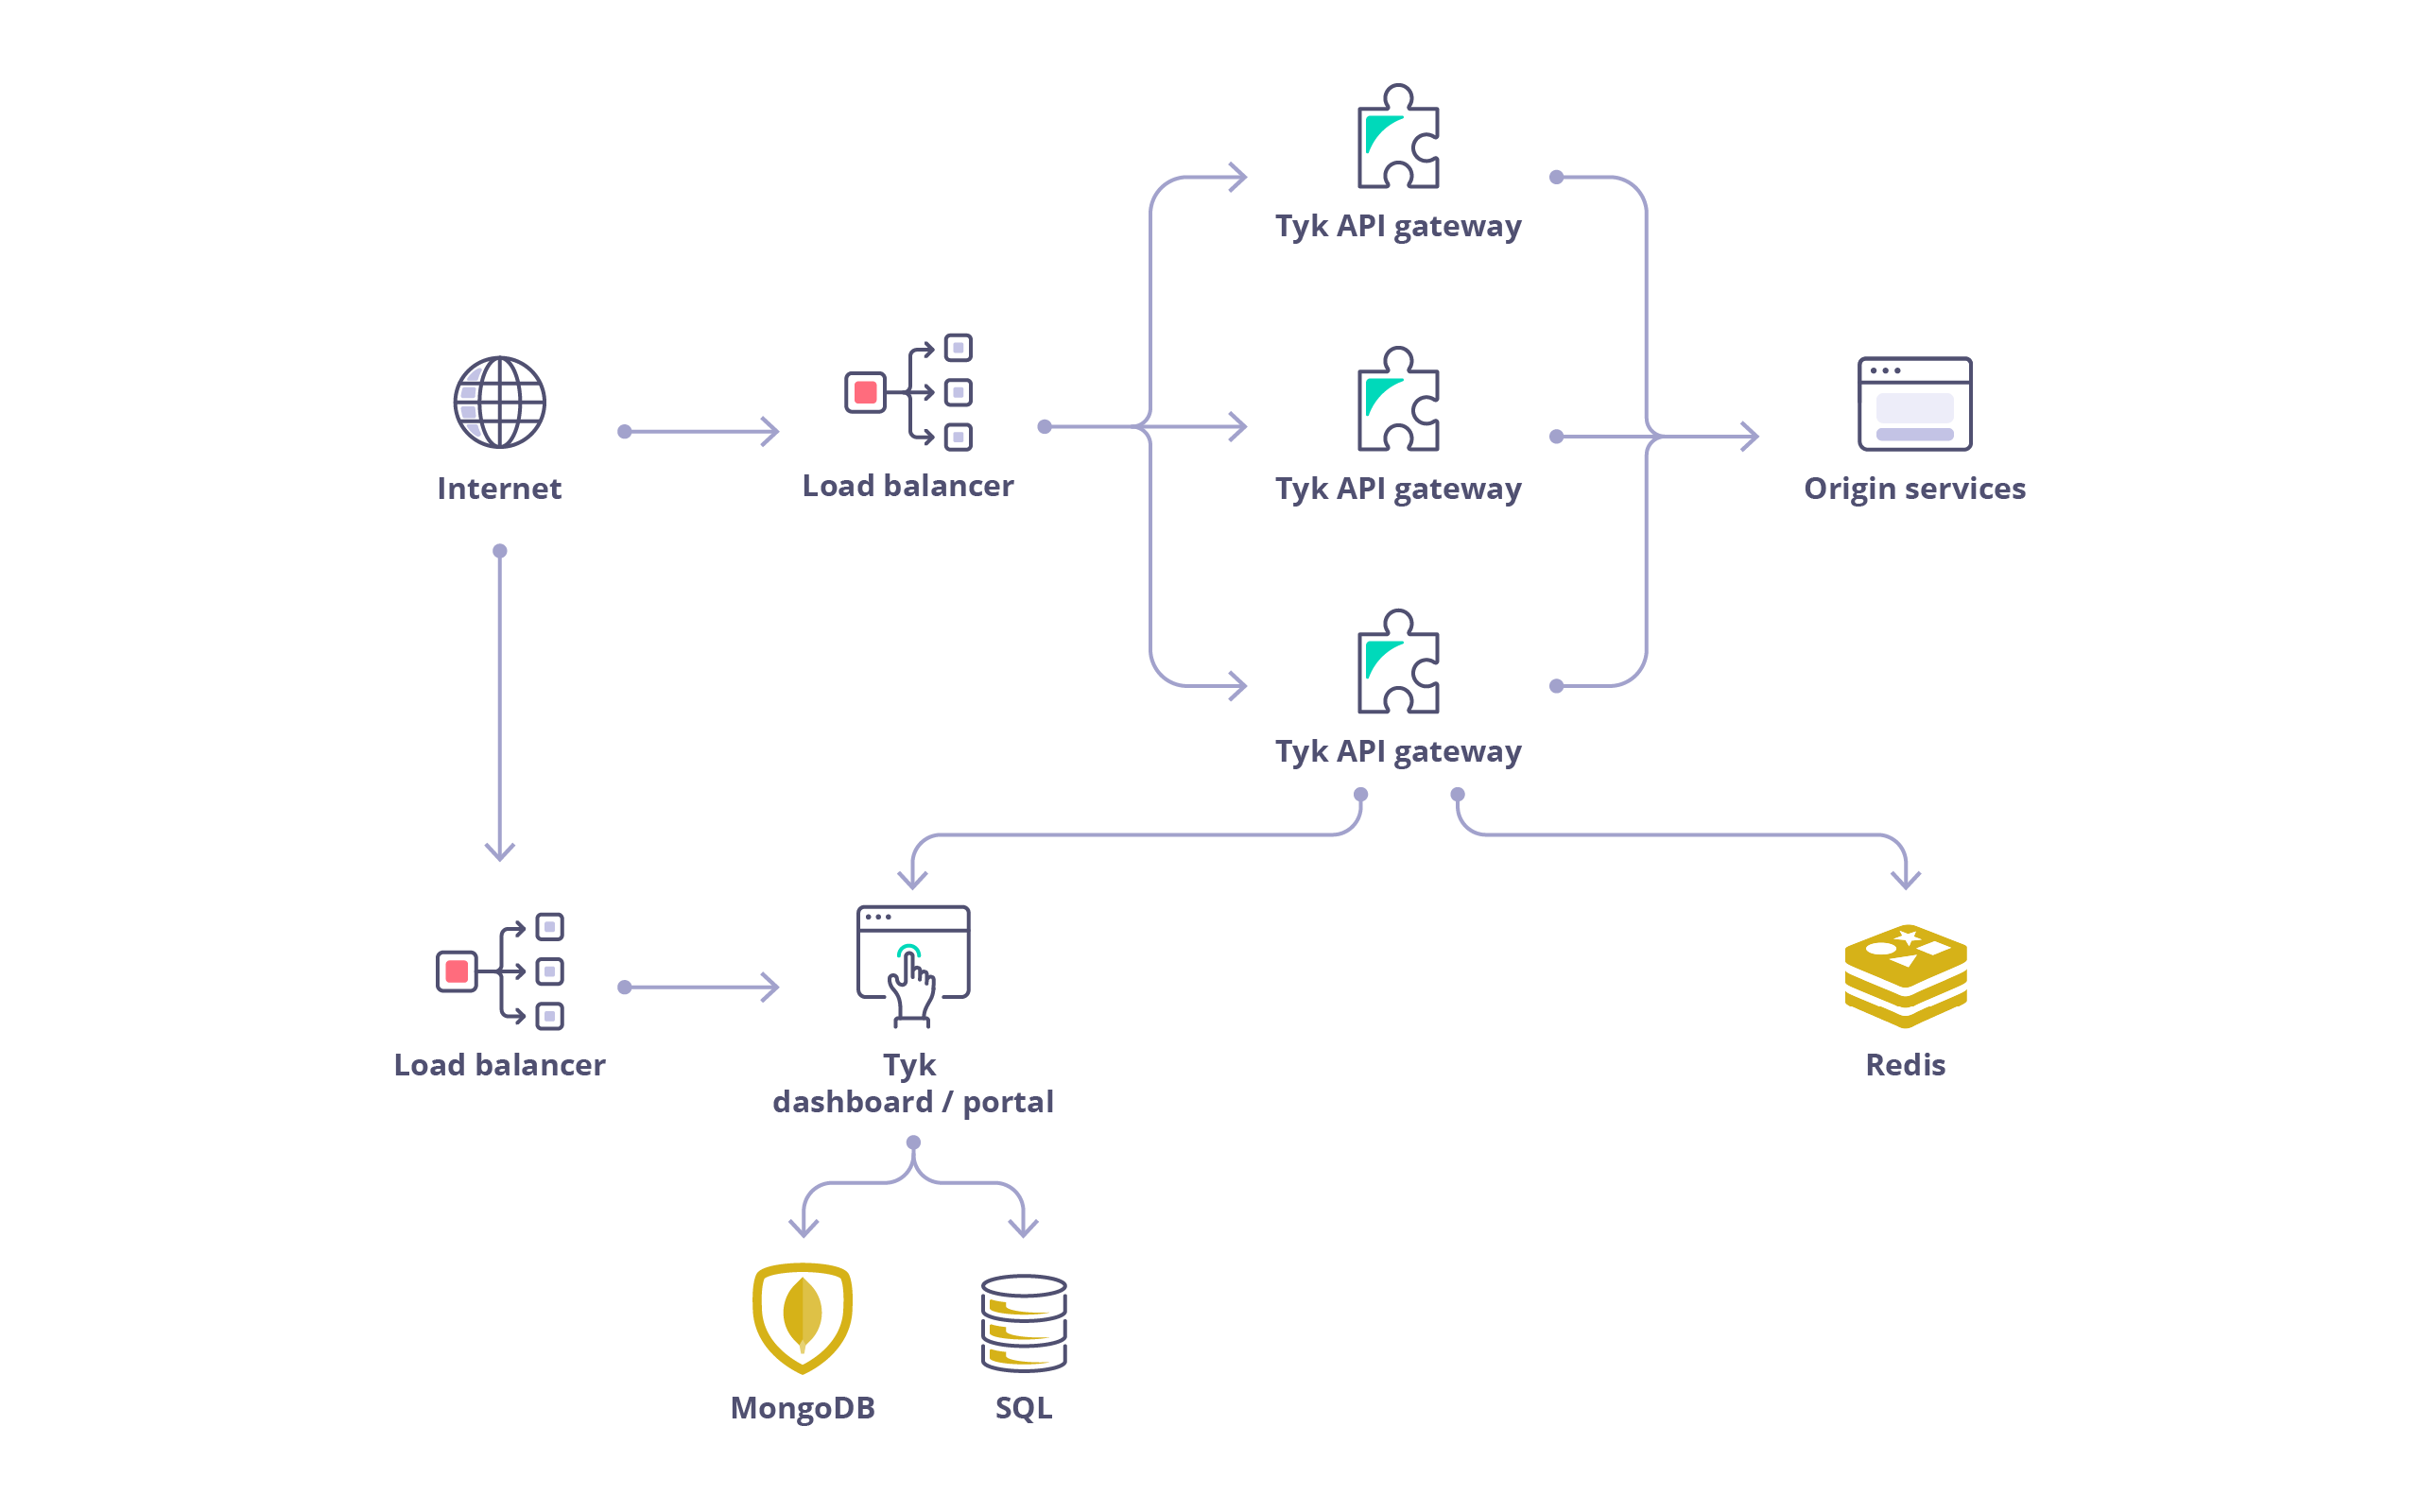 Tyk API gateway
Internet
Load balancer
Tyk API gateway
Origin services
Tyk API gateway
Load balancer
Tyk
dashboard / portal
Redis
MongoDB
SQL